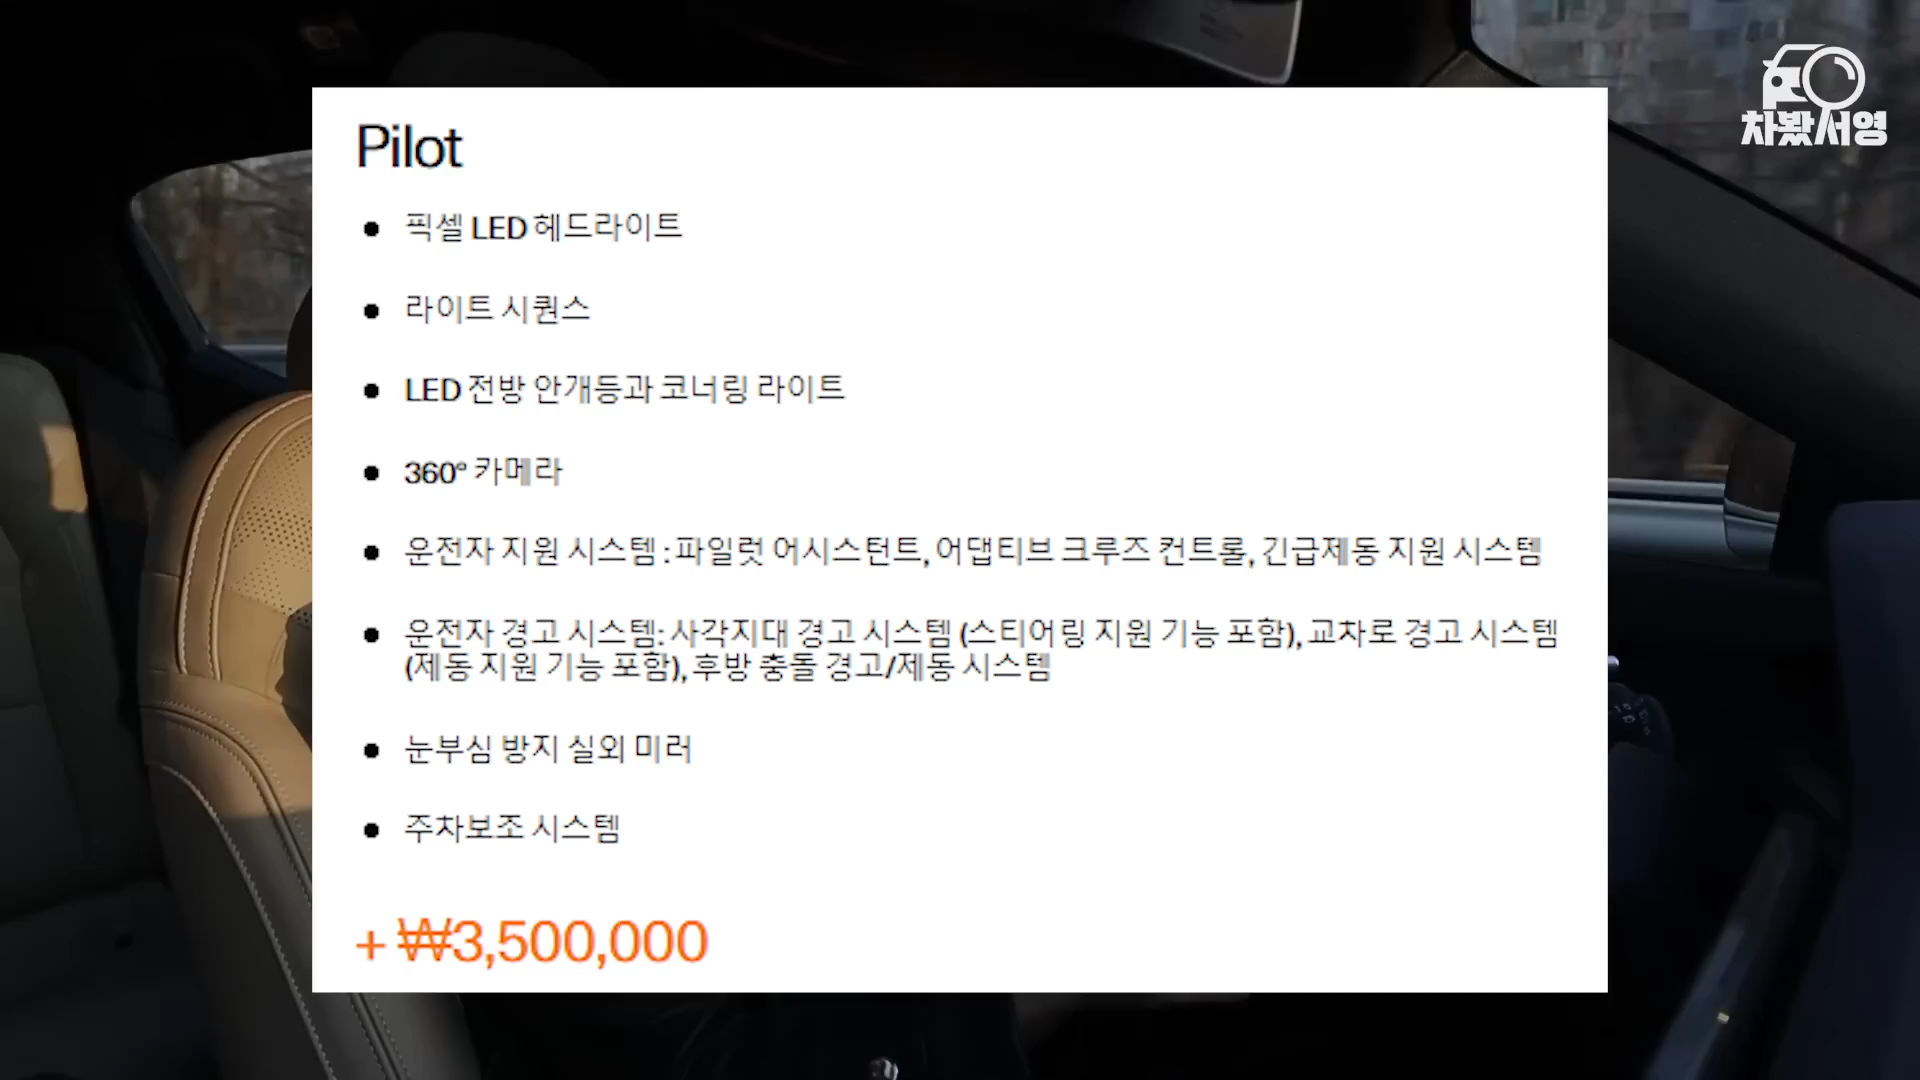 차봤서영
Pilot
픽셀 LED 헤드라이트
라이트 시퀀스
LED 전방 안개등과 코너링 라이트
360° 카메라
운전자 지원 시스템 : 파일럿 어시스턴트, 어댑티브 크루즈 컨트롤, 긴급제동 지원 시스템
운전자 경고 시스템: 사각지대 경고 시스템 (스티어링 지원 기능 포함), 교차로 경고 시스템
(제동 지원 기능 포함), 후방 충돌 경고/제동 시스템
눈부심 방지 실외 미러
주차보조 시스템
+ ₩3,500,000